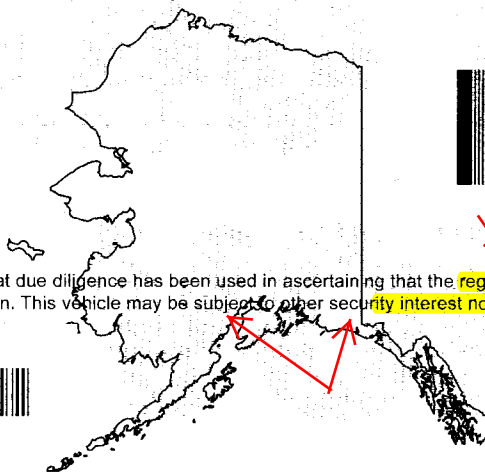 at due diligence has been used in ascertaining that the reg
n. This vehicle may be subject to other security interest no